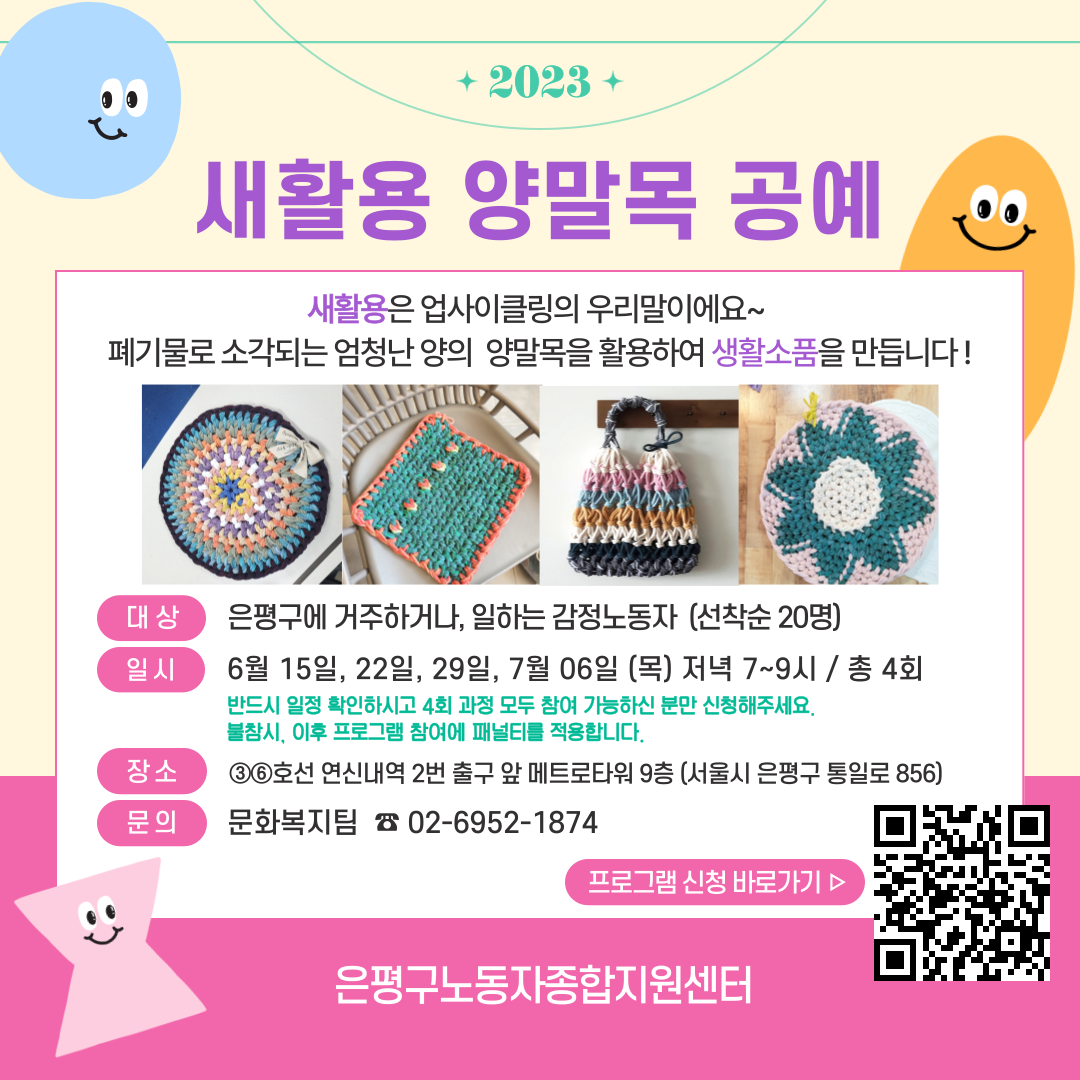 2023
새활용 양말목 공예
새활용은 업사이클링의 우리말이에요~
폐기물로 소각되는 엄청난 양의 양말목을 활용하여 생활소품을 만듭니다!
대상 은평구에 거주하거나, 일하는 감정노동자 (선착순 20명)
일시 6월 15일, 22일, 29일, 7월 06일 (목) 저녁 7~9시 / 총 4회
반드시 일정 확인하시고 4회 과정 모두 참여 가능하신 분만 신청해주세요.
불참시, 이후 프로그램 참여에 패널티를 적용합니다.
장소 ③⑥호선 연신내역 2번 출구 앞 메트로타워 9층 (서울시 은평구 통일로 856)
문의 문화복지팀 ☎ 02-6952-1874
프로그램 신청 바로가기 ▷
은평구노동자종합지원센터